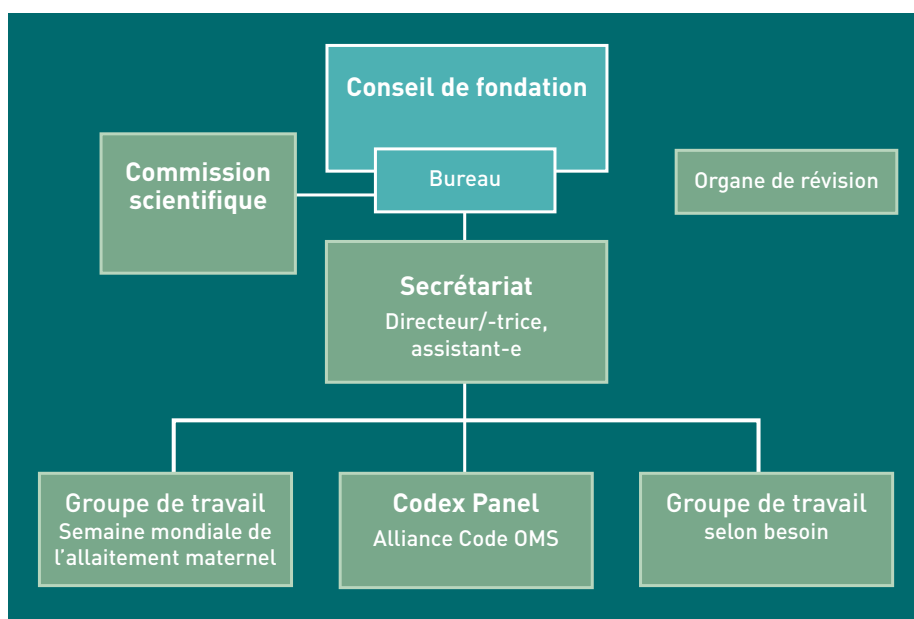 Conseil de fondation
Bureau
Commission
scientifique
Organe de révision
Secrétariat
Directeur/-trice,
assistant-e
Groupe de travail
Semaine mondiale de
l'allaitement maternel
Codex Panel
Alliance Code OMS
Groupe de travail
selon besoin